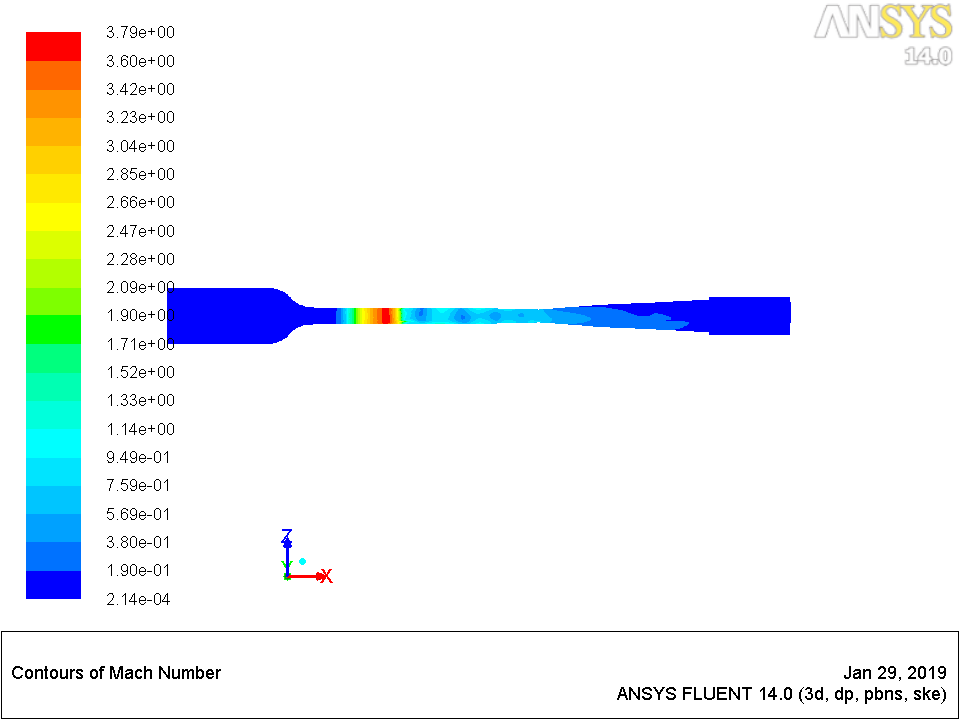 ANSYS
14.0
3.79e+00
3.60e+00
3.42e+00
3.23e+00
3.04e+00
2.85e+00
2.66e+00
2.47e+00
2.28e+00
2.09e+00
1.90e+00
1.71e+00
1.52e+00
1.33e+00
1.14e+00
9.49e-01
7.59e-01
5.69e-01
3.80e-01
1.90e-01
2.14e-04
Z
Y
X
Contours of Mach Number
Jan 29, 2019
ANSYS FLUENT 14.0 (3d, dp, pbns, ske)